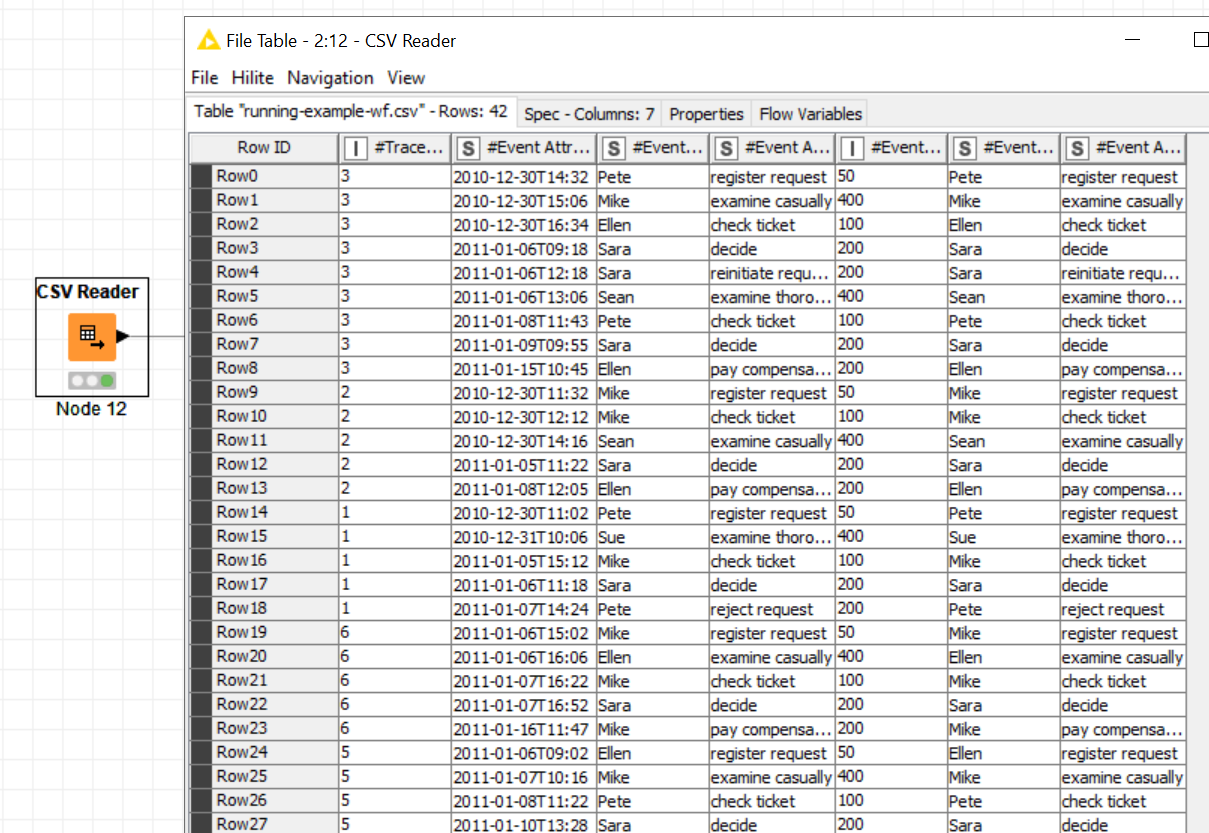 File Table - 2:12 - CSV Reader
File Hilite Navigation View
Table "running-example-wf.csv" - Rows: 42 Spec - Columns: 7 Properties Flow Variables
Row ID I #Trace... S #Event Attr... S #Event... S #Event A... I #Event... S #Event... S #Event A...
Row0 3 2010-12-30T14:32 Pete register request 50 Pete register request
Row1 3 2010-12-30T15:06 Mike examine casually 400 Mike examine casually
Row2 3 2010-12-30T16:34 Ellen check ticket 100 Ellen check ticket
Row3 3 2011-01-06T09:18 Sara decide 200 Sara decide
Row4 3 2011-01-06T12:18 Sara reinitiate requ... 200 Sara reinitiate requ...
Row5 3 2011-01-06T13:06 Sean examine thoro... 400 Sean examine thoro...
Row6 3 2011-01-08T11:43 Pete check ticket 100 Pete check ticket
Row7 3 2011-01-09T09:55 Sara decide 200 Sara decide
Row8 3 2011-01-15T10:45 Ellen pay compensa... 200 Ellen pay compensa...
Row9 2 2010-12-30T11:32 Mike register request 50 Mike register request
Row10 2 2010-12-30T12:12 Mike check ticket 100 Mike check ticket
Row11 2 2010-12-30T14:16 Sean examine casually 400 Sean examine casually
Row12 2 2011-01-05T11:22 Sara decide 200 Sara decide
Row13 2 2011-01-08T12:05 Ellen pay compensa... 200 Ellen pay compensa...
Row14 1 2010-12-30T11:02 Pete register request 50 Pete register request
Row15 1 2010-12-31T10:06 Sue examine thoro... 400 Sue examine thoro...
Row16 1 2011-01-05T15:12 Mike check ticket 100 Mike check ticket
Row17 1 2011-01-06T11:18 Sara decide 200 Sara decide
Row18 1 2011-01-07T14:24 Pete reject request 200 Pete reject request
Row19 6 2011-01-06T15:02 Mike register request 50 Mike register request
Row20 6 2011-01-06T16:06 Ellen examine casually 400 Ellen examine casually
Row21 6 2011-01-07T16:22 Mike check ticket 100 Mike check ticket
Row22 6 2011-01-07T16:52 Sara decide 200 Sara decide
Row23 6 2011-01-16T11:47 Mike pay compensa... 200 Mike pay compensa...
Row24 5 2011-01-06T09:02 Ellen register request 50 Ellen register request
Row25 5 2011-01-07T10:16 Mike examine casually 400 Mike examine casually
Row26 5 2011-01-08T11:22 Pete check ticket 100 Pete check ticket
Row27 5 2011-01-10T13:28 Sara decide 200 Sara decide
CSV Reader
Node 12